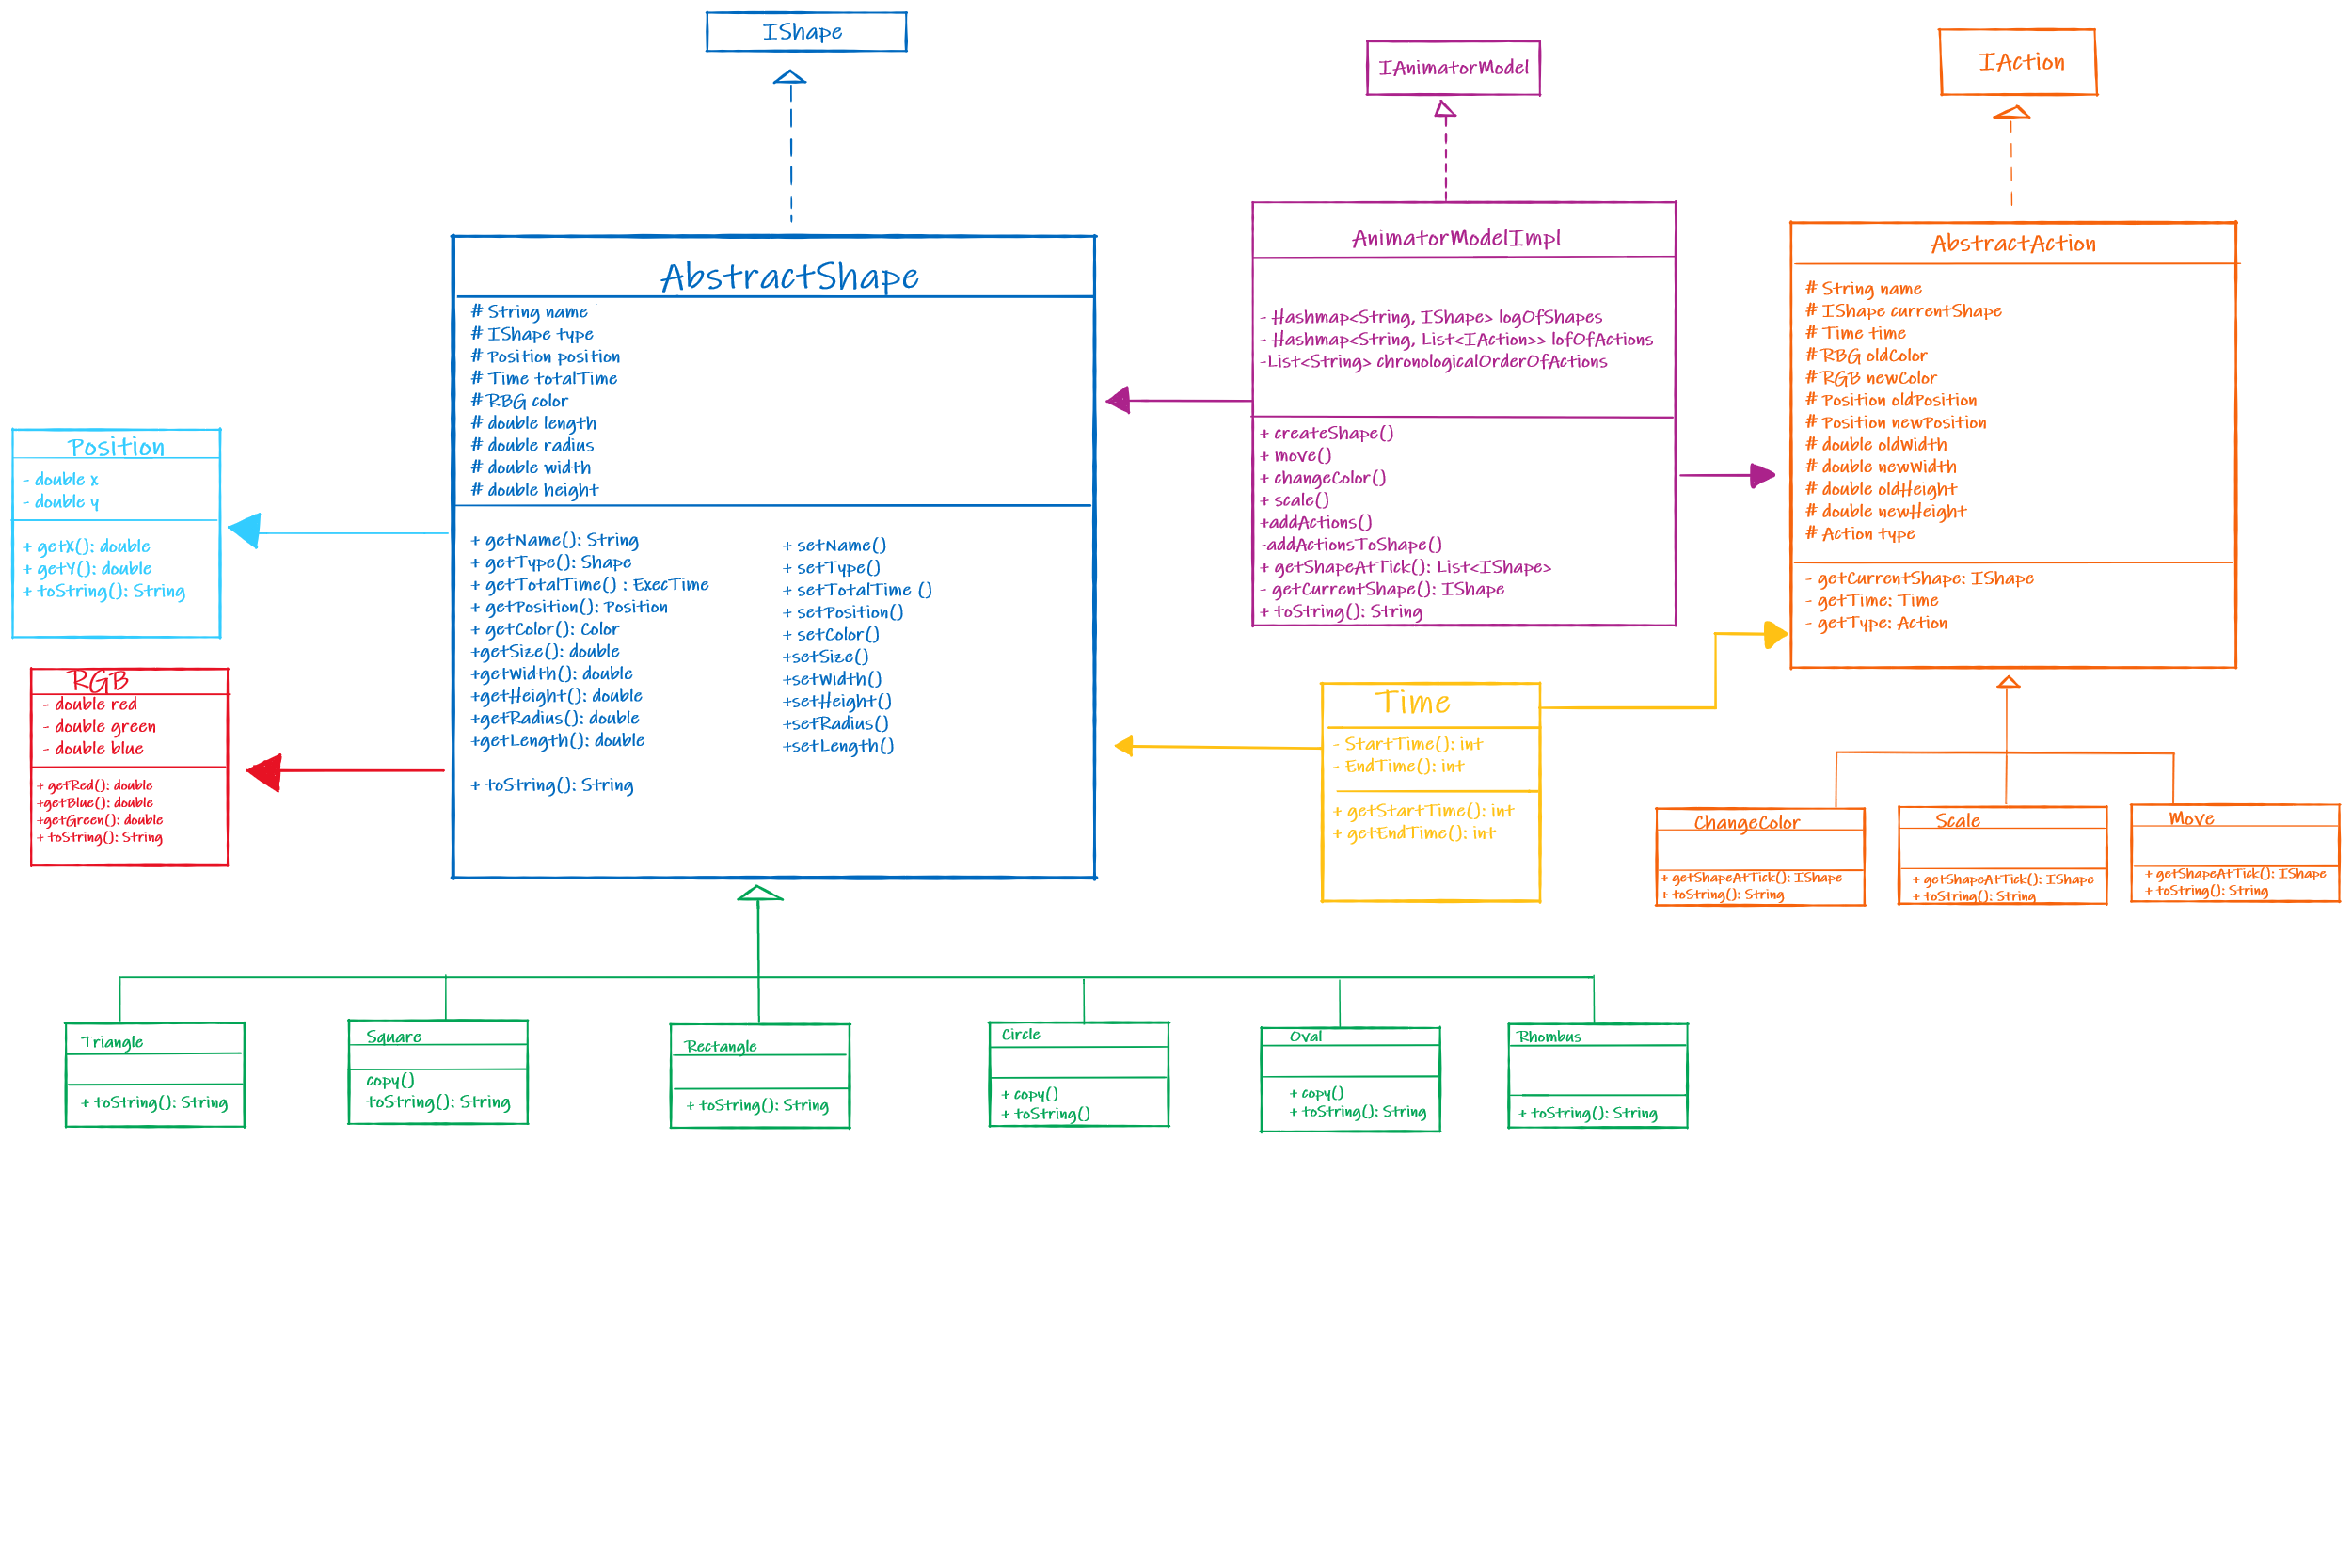 IShape
IAnimatorModel
IAction
AbstractShape
# String name
# IShape type
# Position position
# Time totalTime
#RBG color
# double length
# double radius
# double width
# double height
+ getName(): String
+ getType(): Shape
+ getTotalTime() : ExecTime
+ getPosition(): Position
+ getColor(): Color
+getSize(): double
+getWidth(): double
+getHeight(): double
+getRadius(): double
+getLength(): double
+ toString(): String
+ setName()
+ setType()
+ setTotalTime ()
+ setPosition()
+ setColor()
+setSize()
+setWidth()
+setHeight()
+setRadius()
+setLength()
AnimatorModelImpl
- Hashmap<String, IShape> logOfShapes
- Hashmap<String, List<IAction>> lofOfActions
-List<String> chronologicalOrderOfActions
+ createShape()
+ move()
+ changeColor()
+ scale()
+addActions()
-addActionsToShape()
+ getShapeAtTick(): List<IShape>
- getCurrentShape(): IShape
+ toString(): String
AbstractAction
# String name
# IShape currentShape
# Time time
#RBG oldColor
#RGB newColor
# Position oldPosition
# Position newPosition
# double oldWidth
# double newWidth
# double oldHeight
# double newHeight
# Action type
- getCurrentShape: IShape
- getTime: Time
- getType: Action
Position
- double x
- double y
+ getX(): double
+ getY(): double
+ toString(): String
RGB
- double red
- double green
- double blue
+ getRed(): double
+getBlue(): double
+getGreen(): double
+ toString(): String
Time
- StartTime(): int
- EndTime(): int
+ getStartTime(): int
+ getEndTime(): int
ChangeColor
+ getShapeAtTick(): IShape
+ toString(): String
Scale
+ getShapeAtTick(): IShape
+ toString(): String
Move
+ getShapeAtTick(): IShape
+ toString(): String
Triangle
+ toString(): String
Square
copy()
toString(): String
Rectangle
+ toString(): String
Circle
+ copy()
+ toString()
Oval
+ copy()
+ toString(): String
Rhombus
+ toString(): String